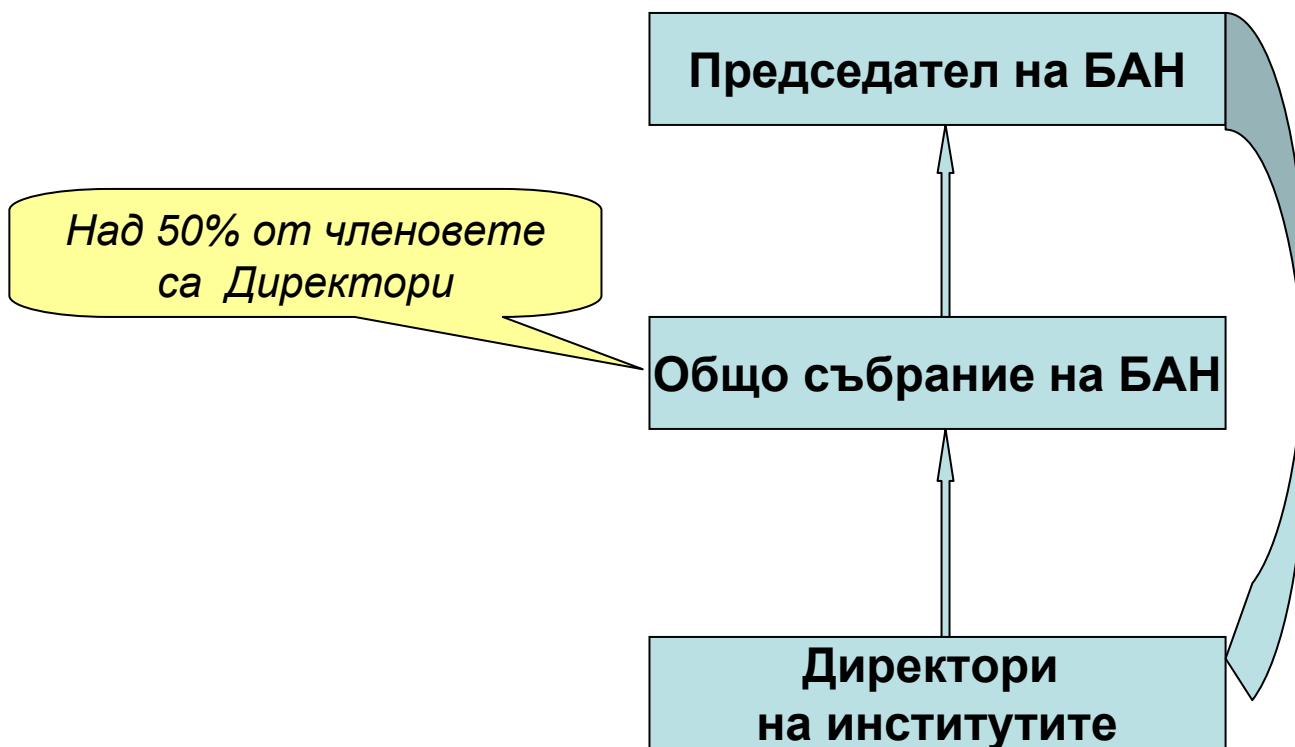 Председател на БАН
Над 50% от членовете
са Директори
Общо събрание на БАН
Директори
на институтите